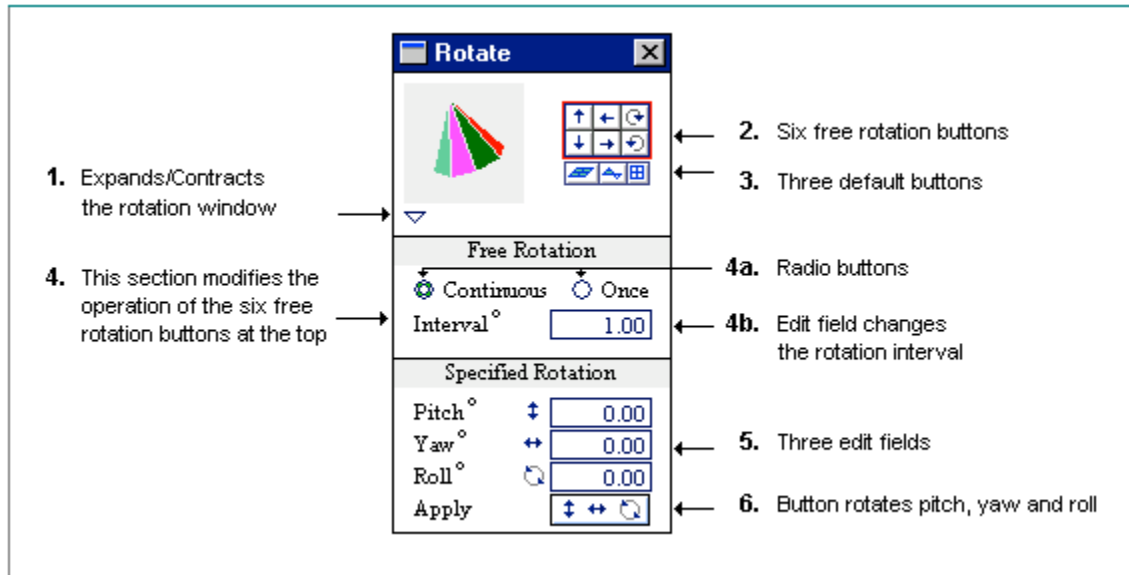 Rotate
2. Six free rotation buttons
3. Three default buttons
1. Expands/Contracts
the rotation window
Free Rotation
4. This section modifies the
operation of the six free
rotation buttons at the top
4a. Radio buttons
Continuous Once
Interval° 1.00
4b. Edit field changes
the rotation interval
Specified Rotation
Pitch° 0.00
Yaw° 0.00
Roll° 0.00
5. Three edit fields
Apply
6. Button rotates pitch, yaw and roll